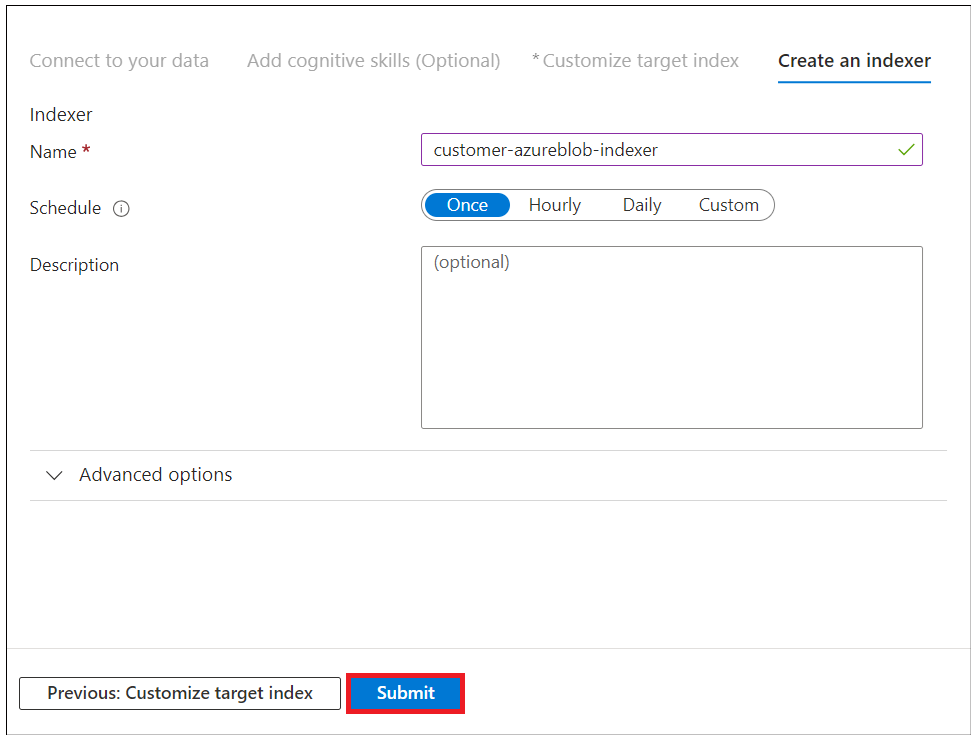 Connect to your data Add cognitive skills (Optional) * Customize target index Create an indexer
Indexer
Name *
customer-azureblob-indexer
Schedule
Once Hourly Daily Custom
Description
(optional)
Advanced options
Previous: Customize target index Submit